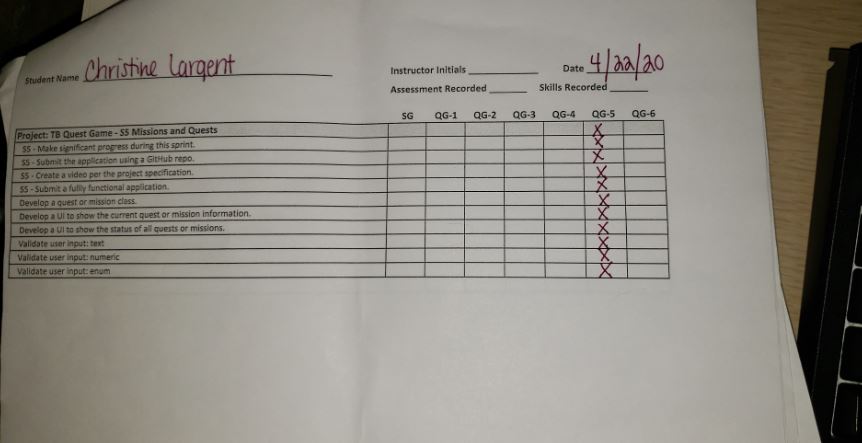 Student Name Christine Largent Instructor Initials ________ Date 4/22/20
Assessment Recorded ______ Skills Recorded ______
SG QG-1 QG-2 QG-3 QG-4 QG-5 QG-6
Project: TB Quest Game - S5 Missions and Quests X
S5 - Make significant progress during this sprint. X
S5 - Submit the application using a GitHub repo. X
S5 - Create a video per the project specification. X
S5 - Submit a fully functional application. X
Develop a quest or mission class. X
Develop a UI to show the current quest or mission information. X
Develop a UI to show the status of all quests or missions. X
Validate user input: text X
Validate user input: numeric X
Validate user input: enum X